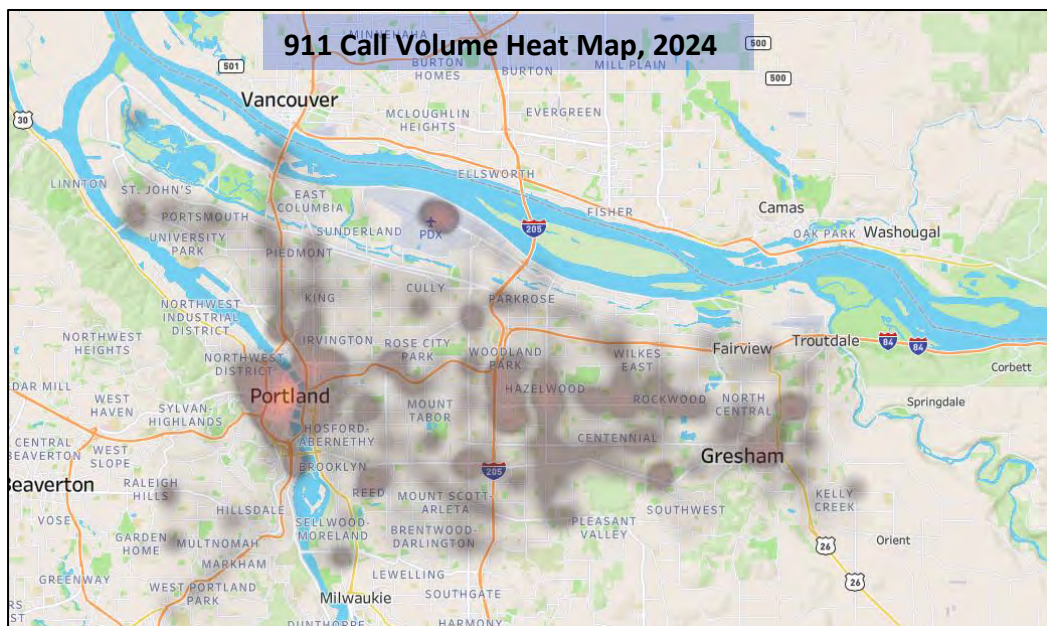 911 Call Volume Heat Map, 2024
MINNEHAHA
BURTON
HOMES
BURTON
MILL PLAIN
500
500
501
30
Vancouver
MCLOUGHLIN
HEIGHTS
EVERGREEN
ELLSWORTH
LINNTON
ST. JOHN'S
PORTSMOUTH
UNIVERSITY
PARK
EAST
COLUMBIA
SUNDERLAND
PDX
205
FISHER
Camas
OAK PARK
Washougal
PIEDMONT
KING
CULLY
PARKROSE
NORTHWEST
INDUSTRIAL
DISTRICT
NORTHWEST
HEIGHTS
IRVINGTON
ROSE CITY
PARK
WOODLAND
PARK
WILKES
EAST
Fairview
Troutdale
84
84
Corbett
NORTHWEST
DISTRICT
DAR MILL
WEST
HAVEN
SYLVAN-
HIGHLANDS
Portland
MOUNT
TABOR
HAZELWOOD
ROCKWOOD
NORTH
CENTRAL
Springdale
CENTRAL
BEAVERTON
WEST
SLOPE
HOSFORD-
ABERNETHY
CENTENNIAL
Gresham
BROOKLYN
205
Beaverton
RALEIGH
HILLS
REED
MOUNT SCOTT-
ARLETA
SOUTHWEST
KELLY
CREEK
VOSE
HILLSDALE
SELLWOOD-
MORELAND
PLEASANT
VALLEY
GARDEN
HOME
MULTNOMAH
BRENTWOOD-
DARLINGTON
26
Orient
MARKHAM
GREENWAY
WEST PORTLAND
PARK
LEWELLING
26
Milwaukie
SOUTHGATE
DUNTHORPE
HARMONY